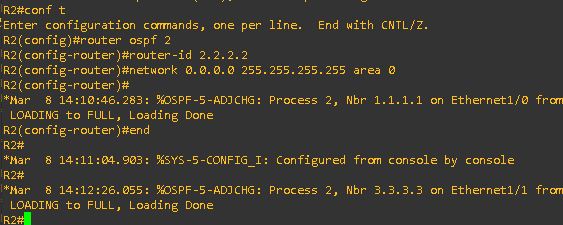 R2#conf t
Enter configuration commands, one per line.  End with CNTL/Z.
R2(config)#router ospf 2
R2(config-router)#router-id 2.2.2.2
R2(config-router)#network 0.0.0.0 255.255.255.255 area 0
R2(config-router)#
*Mar  8 14:10:46.283: %OSPF-5-ADJCHG: Process 2, Nbr 1.1.1.1 on Ethernet1/0 from
 LOADING to FULL, Loading Done
R2(config-router)#end
R2#
*Mar  8 14:11:04.903: %SYS-5-CONFIG_I: Configured from console by console
R2#
*Mar  8 14:12:26.055: %OSPF-5-ADJCHG: Process 2, Nbr 3.3.3.3 on Ethernet1/1 from
 LOADING to FULL, Loading Done
R2#